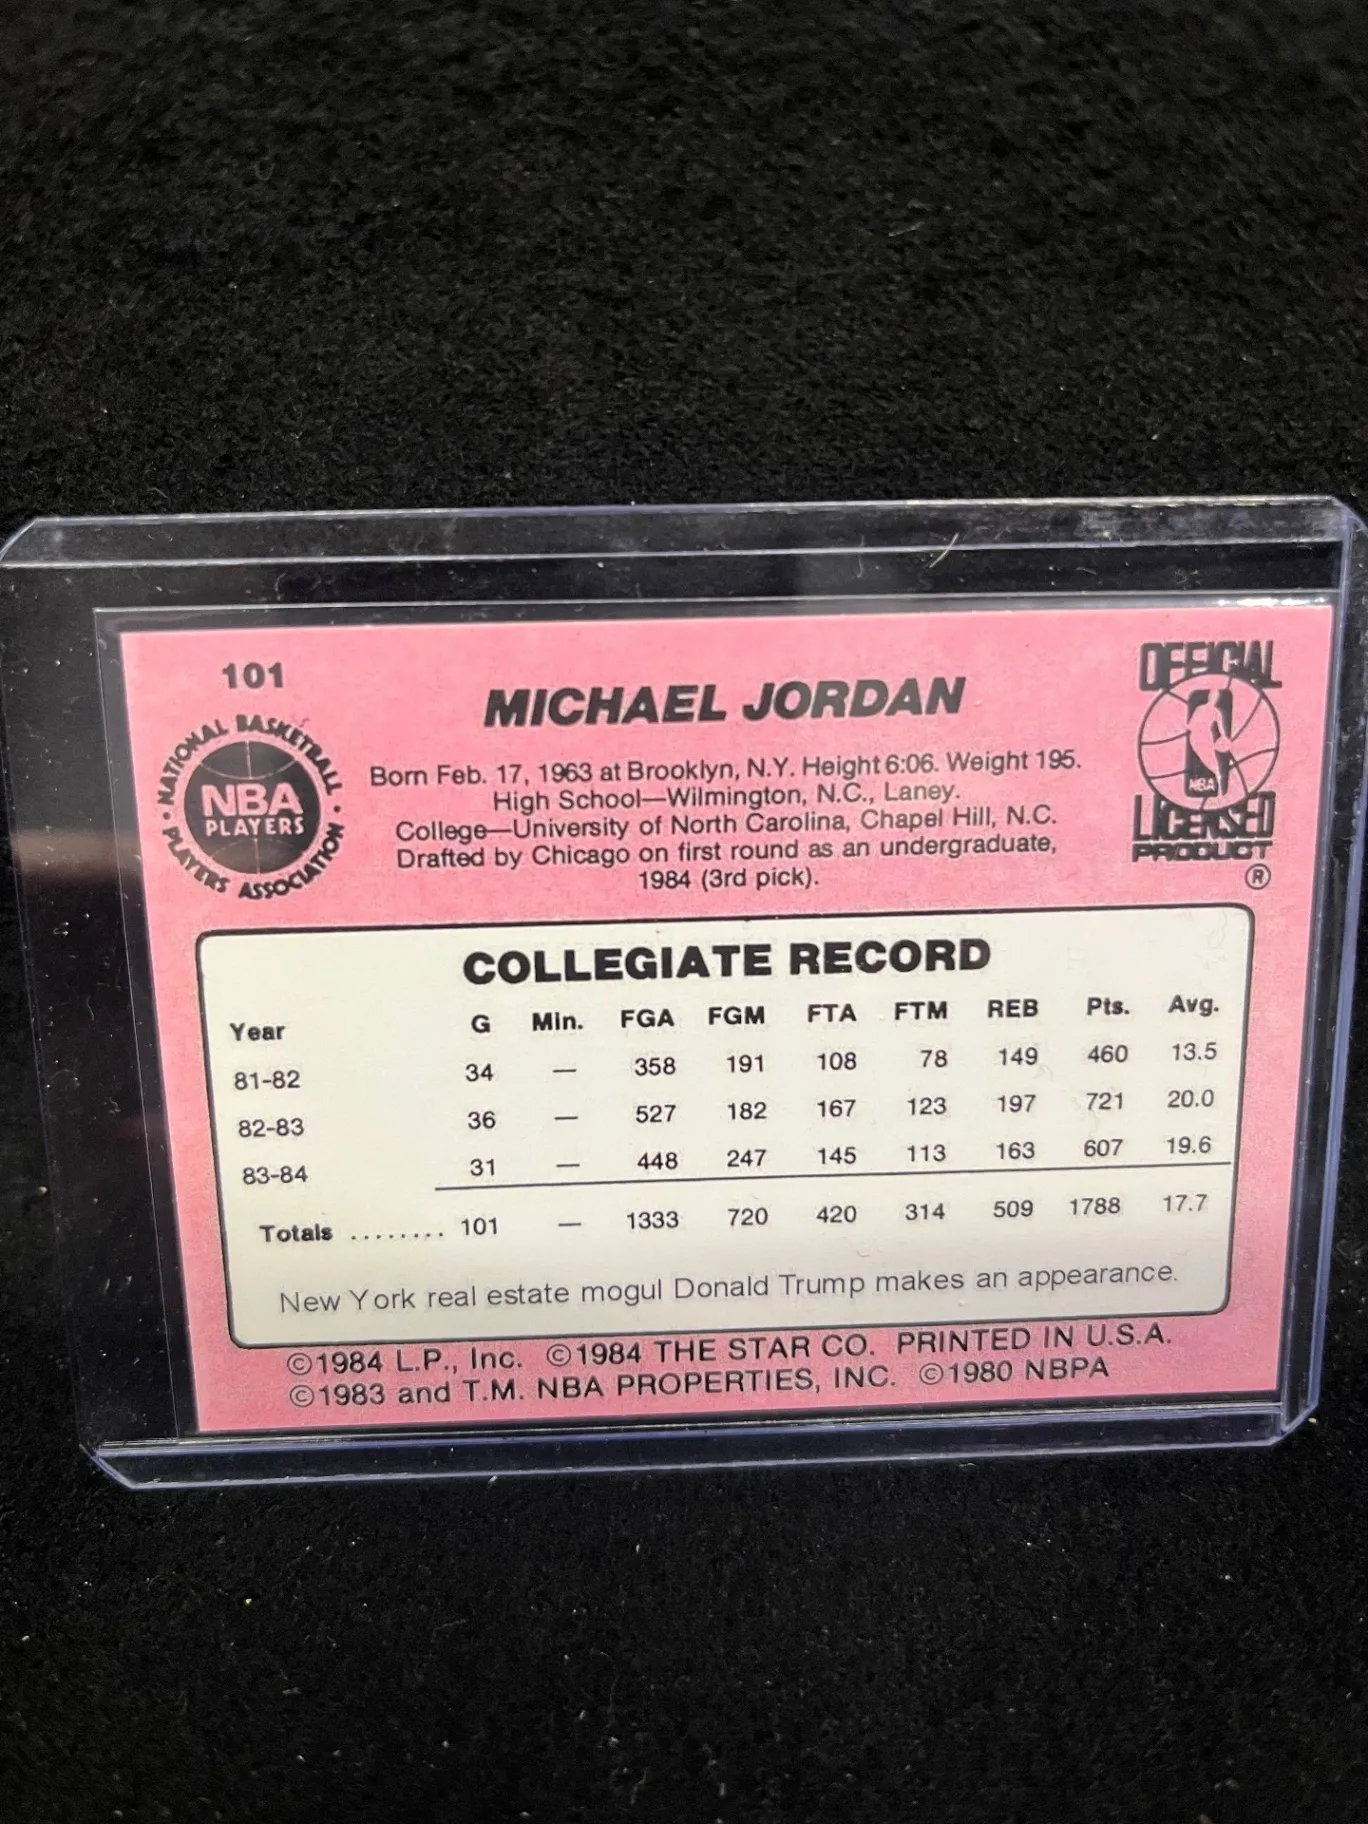 101
MICHAEL JORDAN
NATIONAL BASKETBALL
NBA
PLAYERS
PLAYERS ASSOCIATION
OFFICIAL
NBA
LICENSED
PRODUCT
®
Born Feb. 17, 1963 at Brooklyn, N.Y. Height 6:06. Weight 195.
High School—Wilmington, N.C., Laney.
College—University of North Carolina, Chapel Hill, N.C.
Drafted by Chicago on first round as an undergraduate,
1984 (3rd pick).
COLLEGIATE RECORD
Year G Min. FGA FGM FTA FTM REB Pts. Avg.
81-82 34 — 358 191 108 78 149 460 13.5
82-83 36 — 527 182 167 123 197 721 20.0
83-84 31 — 448 247 145 113 163 607 19.6
Totals ........ 101 — 1333 720 420 314 509 1788 17.7
New York real estate mogul Donald Trump makes an appearance.
©1984 L.P., Inc. ©1984 THE STAR CO. PRINTED IN U.S.A.
©1983 and T.M. NBA PROPERTIES, INC. ©1980 NBPA